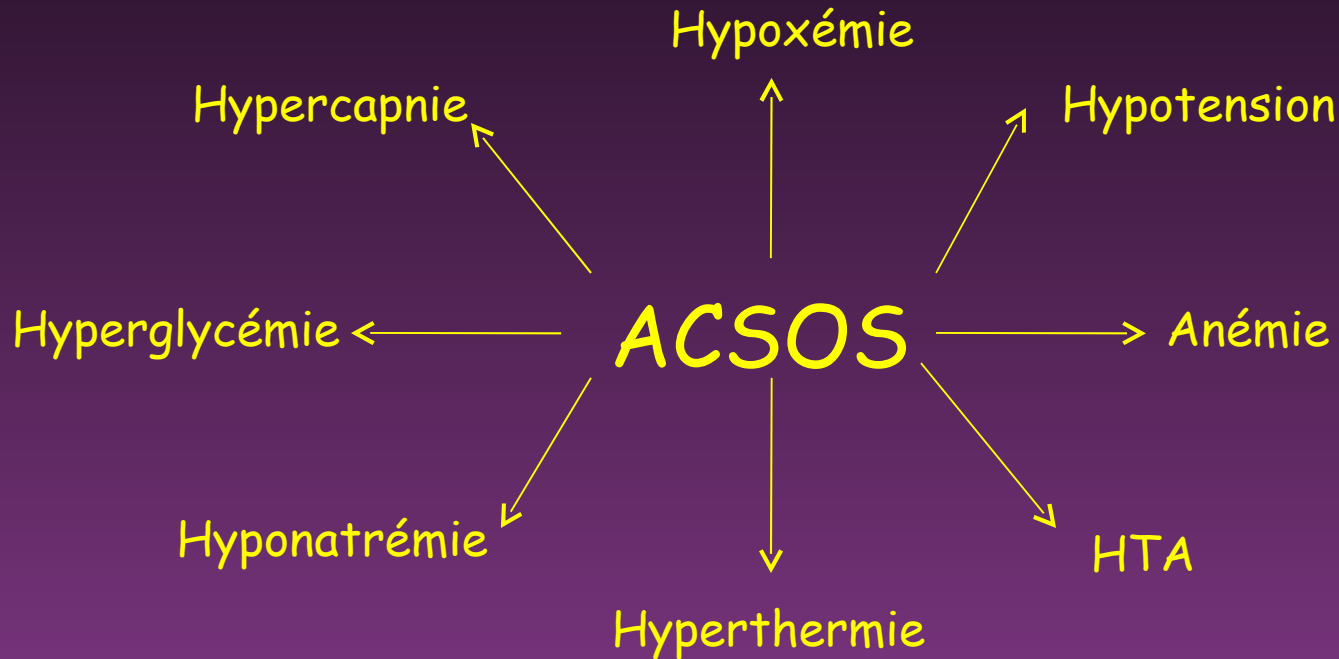 Hypoxémie
Hypercapnie
Hypotension
Hyperglycémie
ACSOS
Anémie
Hyponatrémie
HTA
Hyperthermie